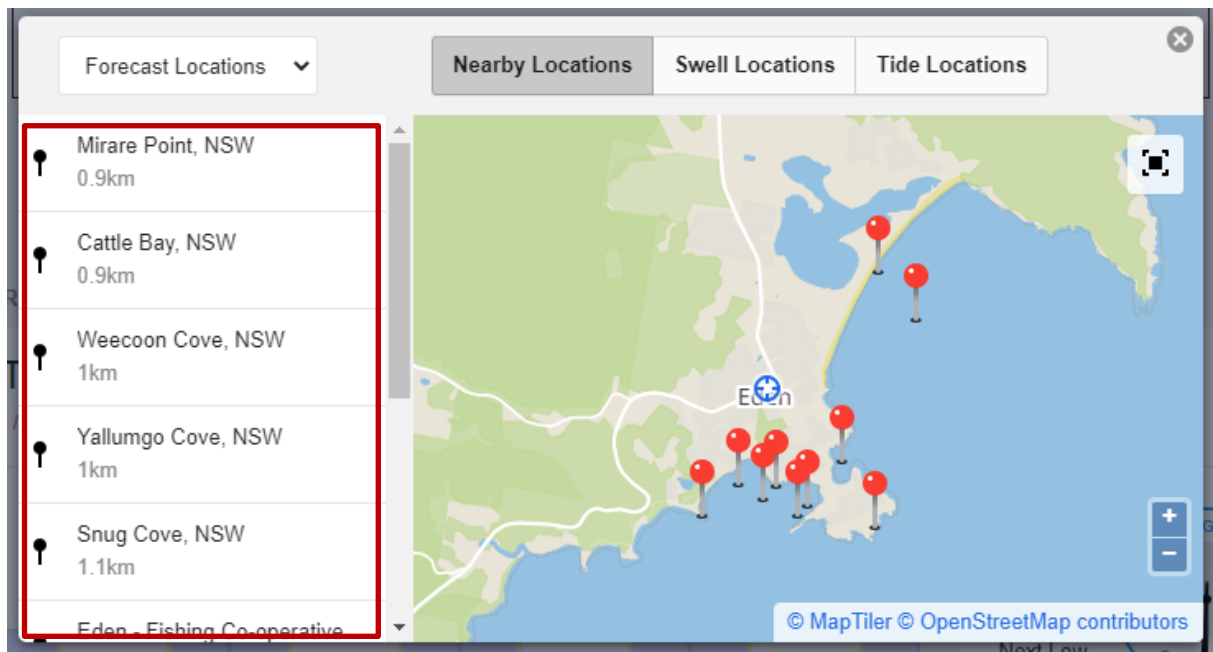 Forecast Locations
Nearby Locations
Swell Locations
Tide Locations
Mirare Point, NSW
0.9km
Cattle Bay, NSW
0.9km
Weecoon Cove, NSW
1km
Yallumgo Cove, NSW
1km
Snug Cove, NSW
1.1km
Eden - Fishing Co-operative
Eden
+
−
© MapTiler © OpenStreetMap contributors
Next Low